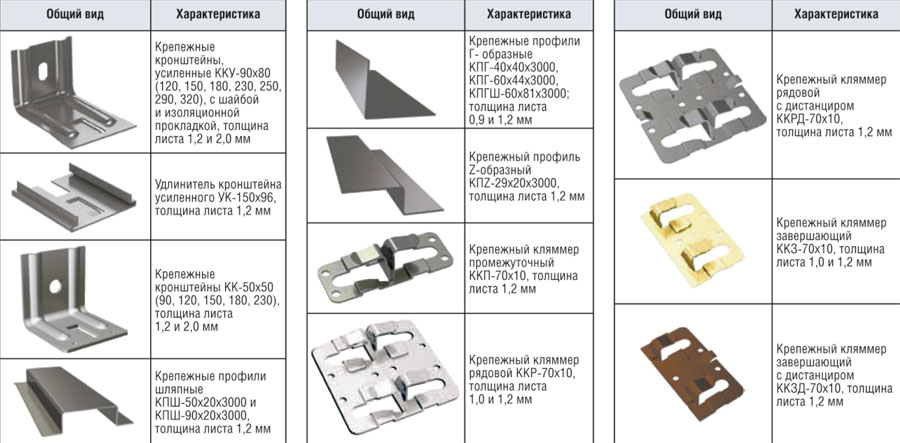 Общий вид
Характеристика
Крепежные
кронштейны,
усиленные ККУ-90х80
(120, 150, 180, 230, 250,
290, 320), с шайбой
и изоляционной
прокладкой, толщина
листа 1,2 и 2,0 мм
Удлинитель кронштейна
усиленного УК-150х96,
толщина листа 1,2 мм
Крепежные
кронштейны КК-50х50
(90, 120, 150, 180, 230),
толщина листа
1,2 и 2,0 мм
Крепежные профили
шляпные
КПШ-50х20х3000 и
КПШ-90х20х3000,
толщина листа 1,2 мм
Общий вид
Характеристика
Крепежные профили
Г- образные
КПГ-40х40х3000,
КПГ-60х44х3000,
КПГШ-60х81х3000;
толщина листа
0,9 и 1,2 мм
Крепежный профиль
Z-образный
КПZ-29х20х3000,
толщина листа 1,2 мм
Крепежный кляммер
промежуточный
ККП-70х10, толщина
листа 1,2 мм
Крепежный кляммер
рядовой ККР-70х10,
толщина листа
1,0 и 1,2 мм
Общий вид
Характеристика
Крепежный кляммер
рядовой
с дистанциром
ККРД-70х10,
толщина листа 1,2 мм
Крепежный кляммер
завершающий
ККЗ-70х10, толщина
листа 1,0 и 1,2 мм
Крепежный кляммер
завершающий
с дистанциром
ККЗД-70х10, толщина
листа 1,2 мм